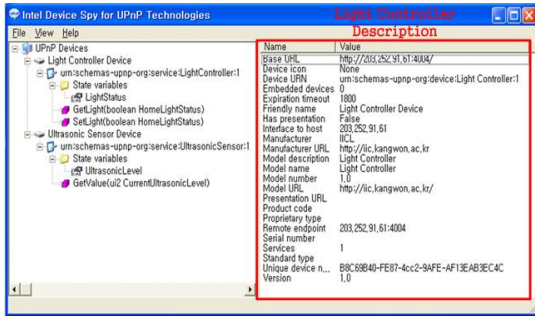 Intel Device Spy for UPnP Technologies
Light Controller
Description
File View Help
UPnP Devices
Light Controller Device
urn:schemas-upnp-org:service:LightController:1
State variables
LightStatus
GetLight(boolean HomeLightStatus)
SetLight(boolean HomeLightStatus)
Ultrasonic Sensor Device
urn:schemas-upnp-org:service:UltrasonicSensor:1
State variables
UltrasonicLevel
GetValue(ui2 CurrentUltrasonicLevel)
Name Value
Base URL http://203,252,91,61:4004/
Device icon None
Device URN urn:schemas-upnp-org:device:Light Controller:1
Embedded devices 0
Expiration timeout 1800
Friendly name Light Controller Device
Has presentation False
Interface to host 203,252,91,61
Manufacturer IICL
Manufacturer URL http://iic,kangwon,ac,kr
Model description Light Controller
Model name Light Controller
Model number 1,0
Model URL http://iic,kangwon,ac,kr/
Presentation URL
Product code
Proprietary type
Remote endpoint 203,252,91,61:4004
Serial number
Services 1
Standard type
Unique device n,,, B8C69B40-FE87-4cc2-9AFE-AF13EAB3EC4C
Version 1,0